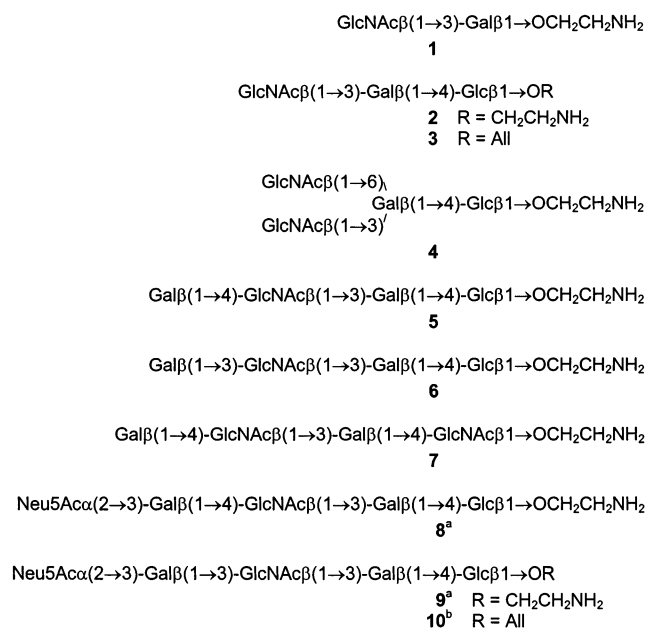 GlcNAcβ(1→3)-Galβ1→OCH₂CH₂NH₂
1
GlcNAcβ(1→3)-Galβ(1→4)-Glcβ1→OR
2 R = CH₂CH₂NH₂
3 R = All
GlcNAcβ(1→6)\
Galβ(1→4)-Glcβ1→OCH₂CH₂NH₂
GlcNAcβ(1→3)/
4
Galβ(1→4)-GlcNAcβ(1→3)-Galβ(1→4)-Glcβ1→OCH₂CH₂NH₂
5
Galβ(1→3)-GlcNAcβ(1→3)-Galβ(1→4)-Glcβ1→OCH₂CH₂NH₂
6
Galβ(1→4)-GlcNAcβ(1→3)-Galβ(1→4)-GlcNAcβ1→OCH₂CH₂NH₂
7
Neu5Acα(2→3)-Galβ(1→4)-GlcNAcβ(1→3)-Galβ(1→4)-Glcβ1→OCH₂CH₂NH₂
8ᵃ
Neu5Acα(2→3)-Galβ(1→3)-GlcNAcβ(1→3)-Galβ(1→4)-Glcβ1→OR
9ᵃ R = CH₂CH₂NH₂
10ᵇ R = All